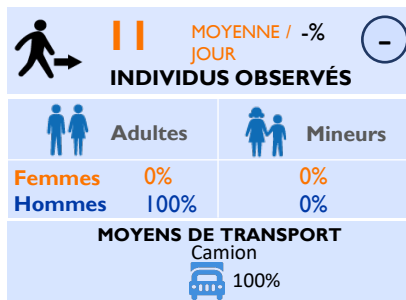 11 MOYENNE / -%
JOUR
-
INDIVIDUS OBSERVÉS
Adultes Mineurs
Femmes 0% 0%
Hommes 100% 0%
MOYENS DE TRANSPORT
Camion
100%